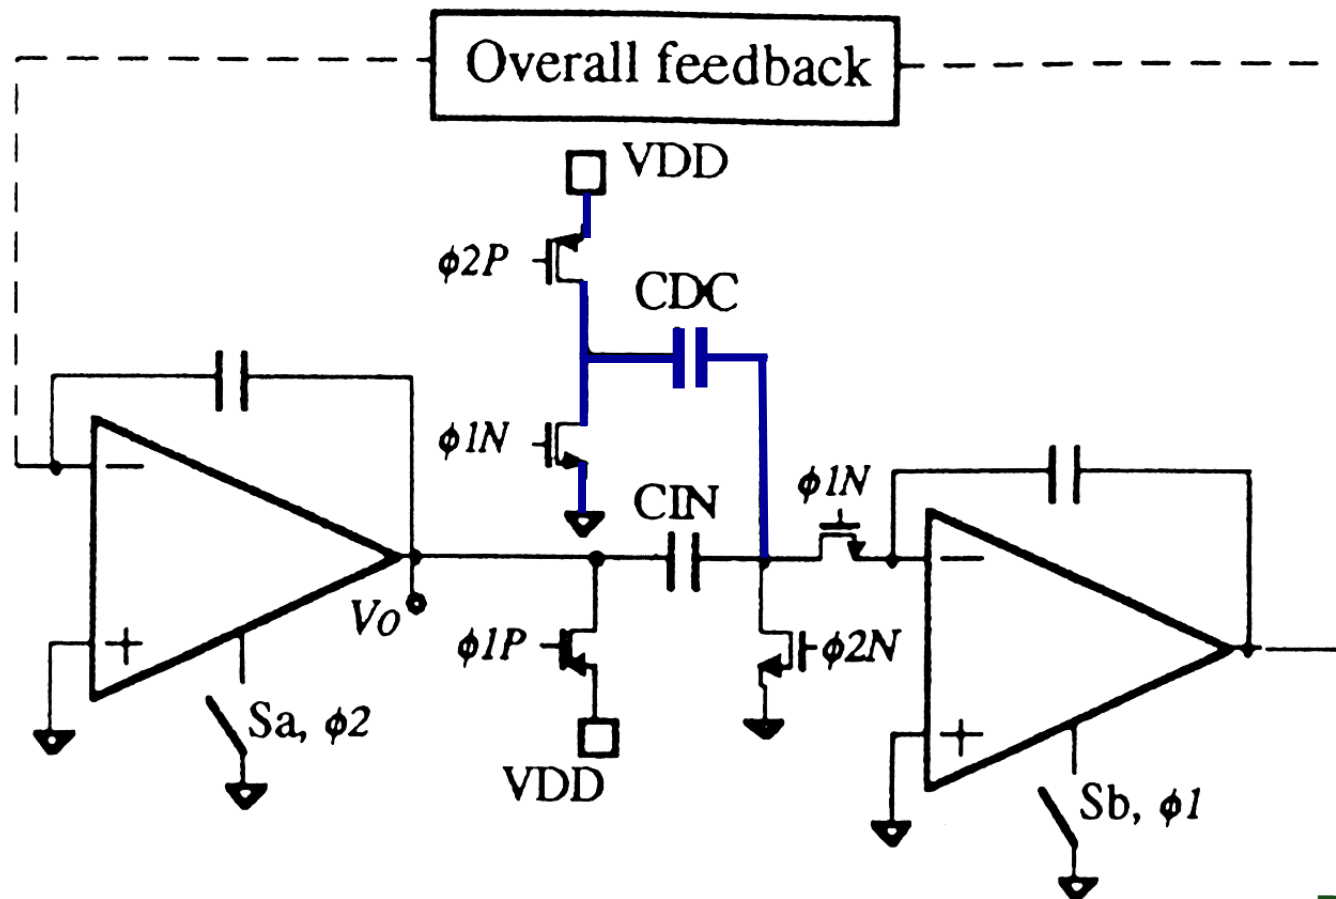 Overall feedback
VDD
ϕ2P
CDC
ϕ1N
CIN
ϕ1N
−
−
Vo
ϕ1P
ϕ2N
+
Sa, ϕ2
+
VDD
Sb, ϕ1